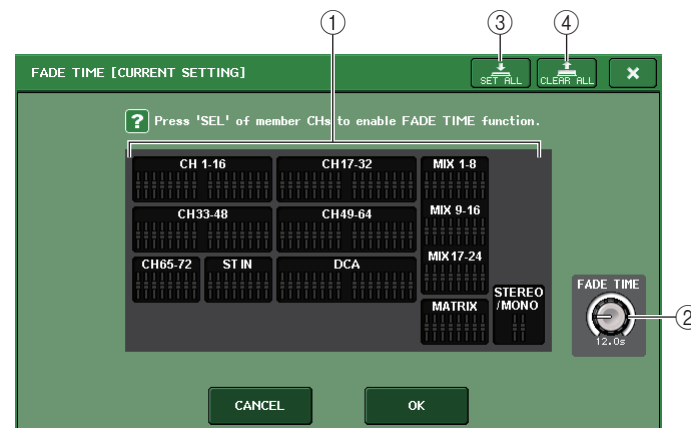 ① ③ ④
FADE TIME [CURRENT SETTING] SET ALL CLEAR ALL ×
? Press 'SEL' of member CHs to enable FADE TIME function.
CH 1-16 CH17-32 MIX 1-8
CH33-48 CH49-64 MIX 9-16
CH65-72 ST IN DCA MIX17-24
MATRIX STEREO
/MONO
FADE TIME
②
12.0s
CANCEL OK